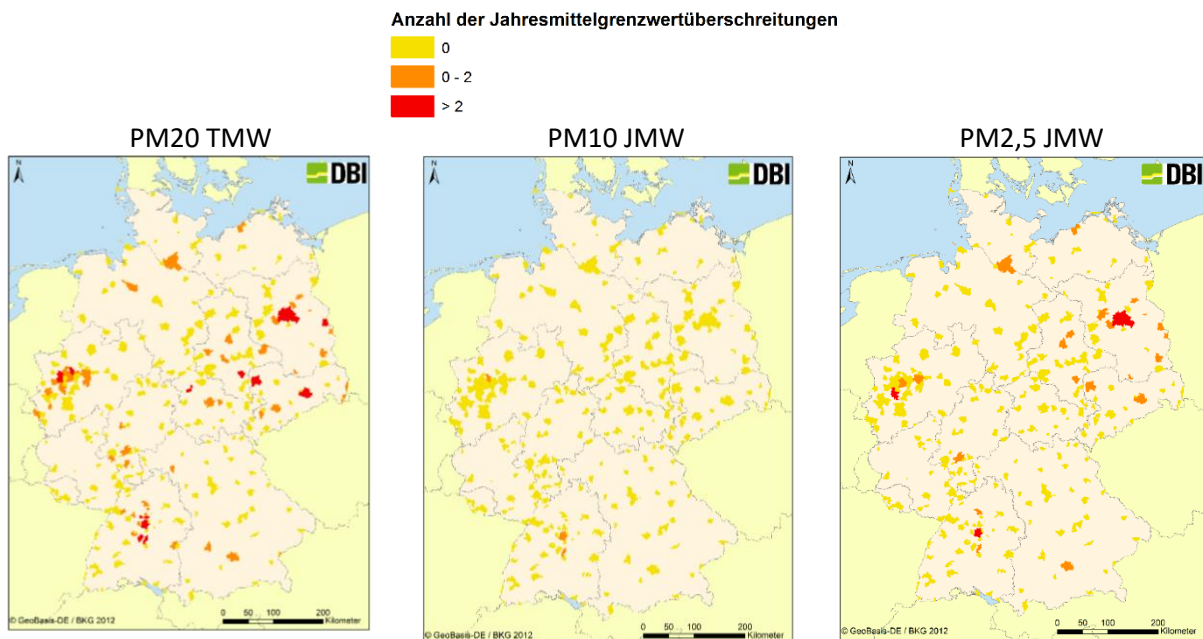 Anzahl der Jahresmittelgrenzwertüberschreitungen
0
0 - 2
> 2
PM20 TMW
PM10 JMW
PM2,5 JMW
N
DBI
N
DBI
N
DBI
0 50 100 200
Kilometer
© GeoBasis-DE / BKG 2012
0 50 100 200
Kilometer
© GeoBasis-DE / BKG 2012
0 50 100 200
Kilometer
© GeoBasis-DE / BKG 2012